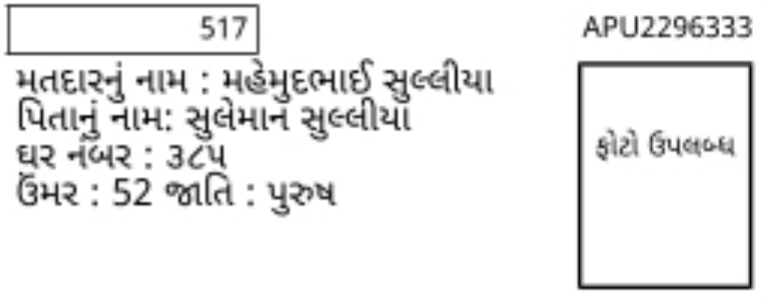 517
APU2296333
મતદારનું નામ : મહેમુદભાઈ સુલ્લીયા
પિતાનું નામ: સુલેમાન સુલ્લીયા
ઘર નંબર : ૩૮૫
ઉંમર : 52 જાતિ : પુરુષ
ફોટો ઉપલબ્ધ